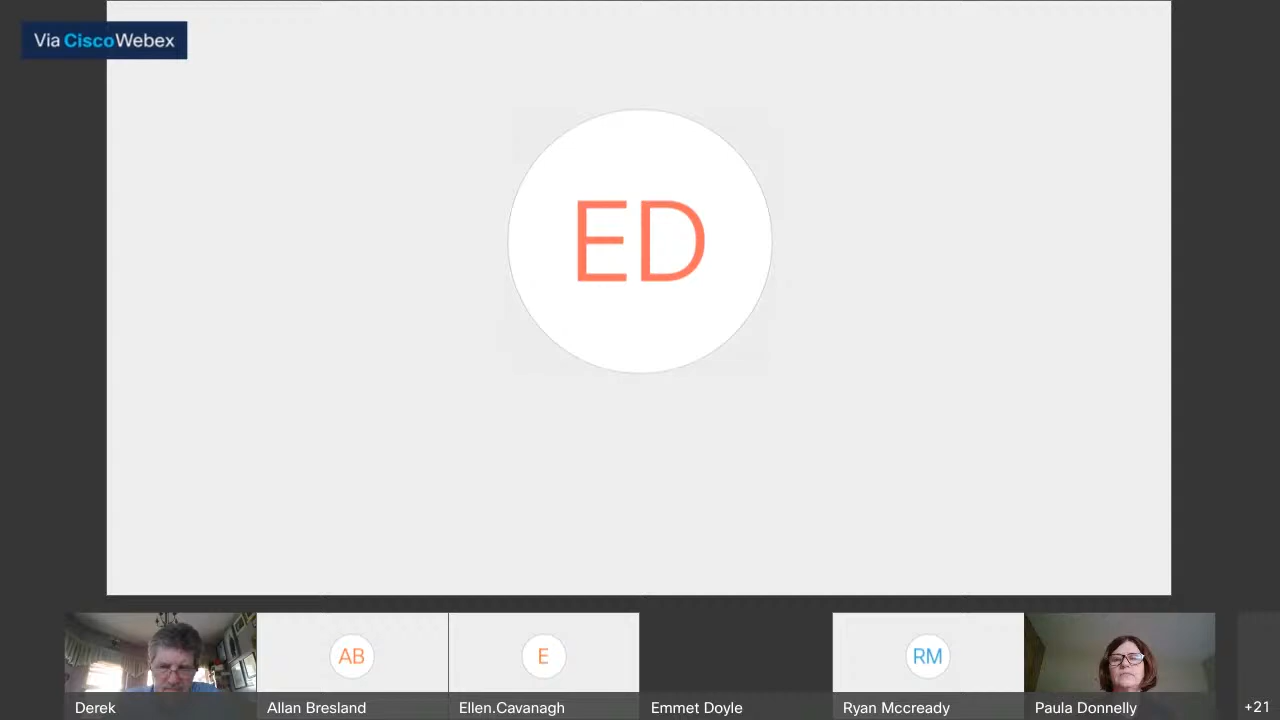 Via CiscoWebex
ED
AB
E
RM
Derek
Allan Bresland
Ellen.Cavanagh
Emmet Doyle
Ryan Mccready
Paula Donnelly
+21